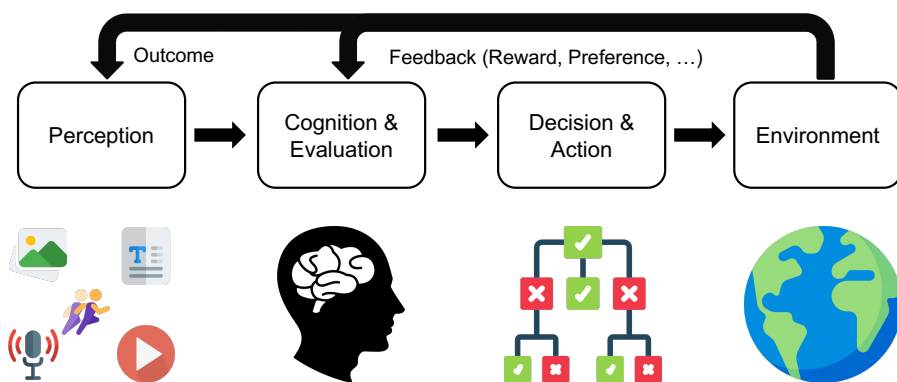 Outcome
Feedback (Reward, Preference, …)
Perception
Cognition &
Evaluation
Decision &
Action
Environment
T